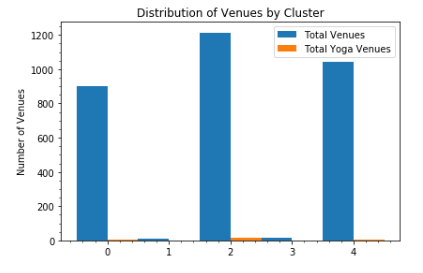 Distribution of Venues by Cluster
Total Venues
Total Yoga Venues
Number of Venues
1200
1000
800
600
400
200
0
0 1 2 3 4